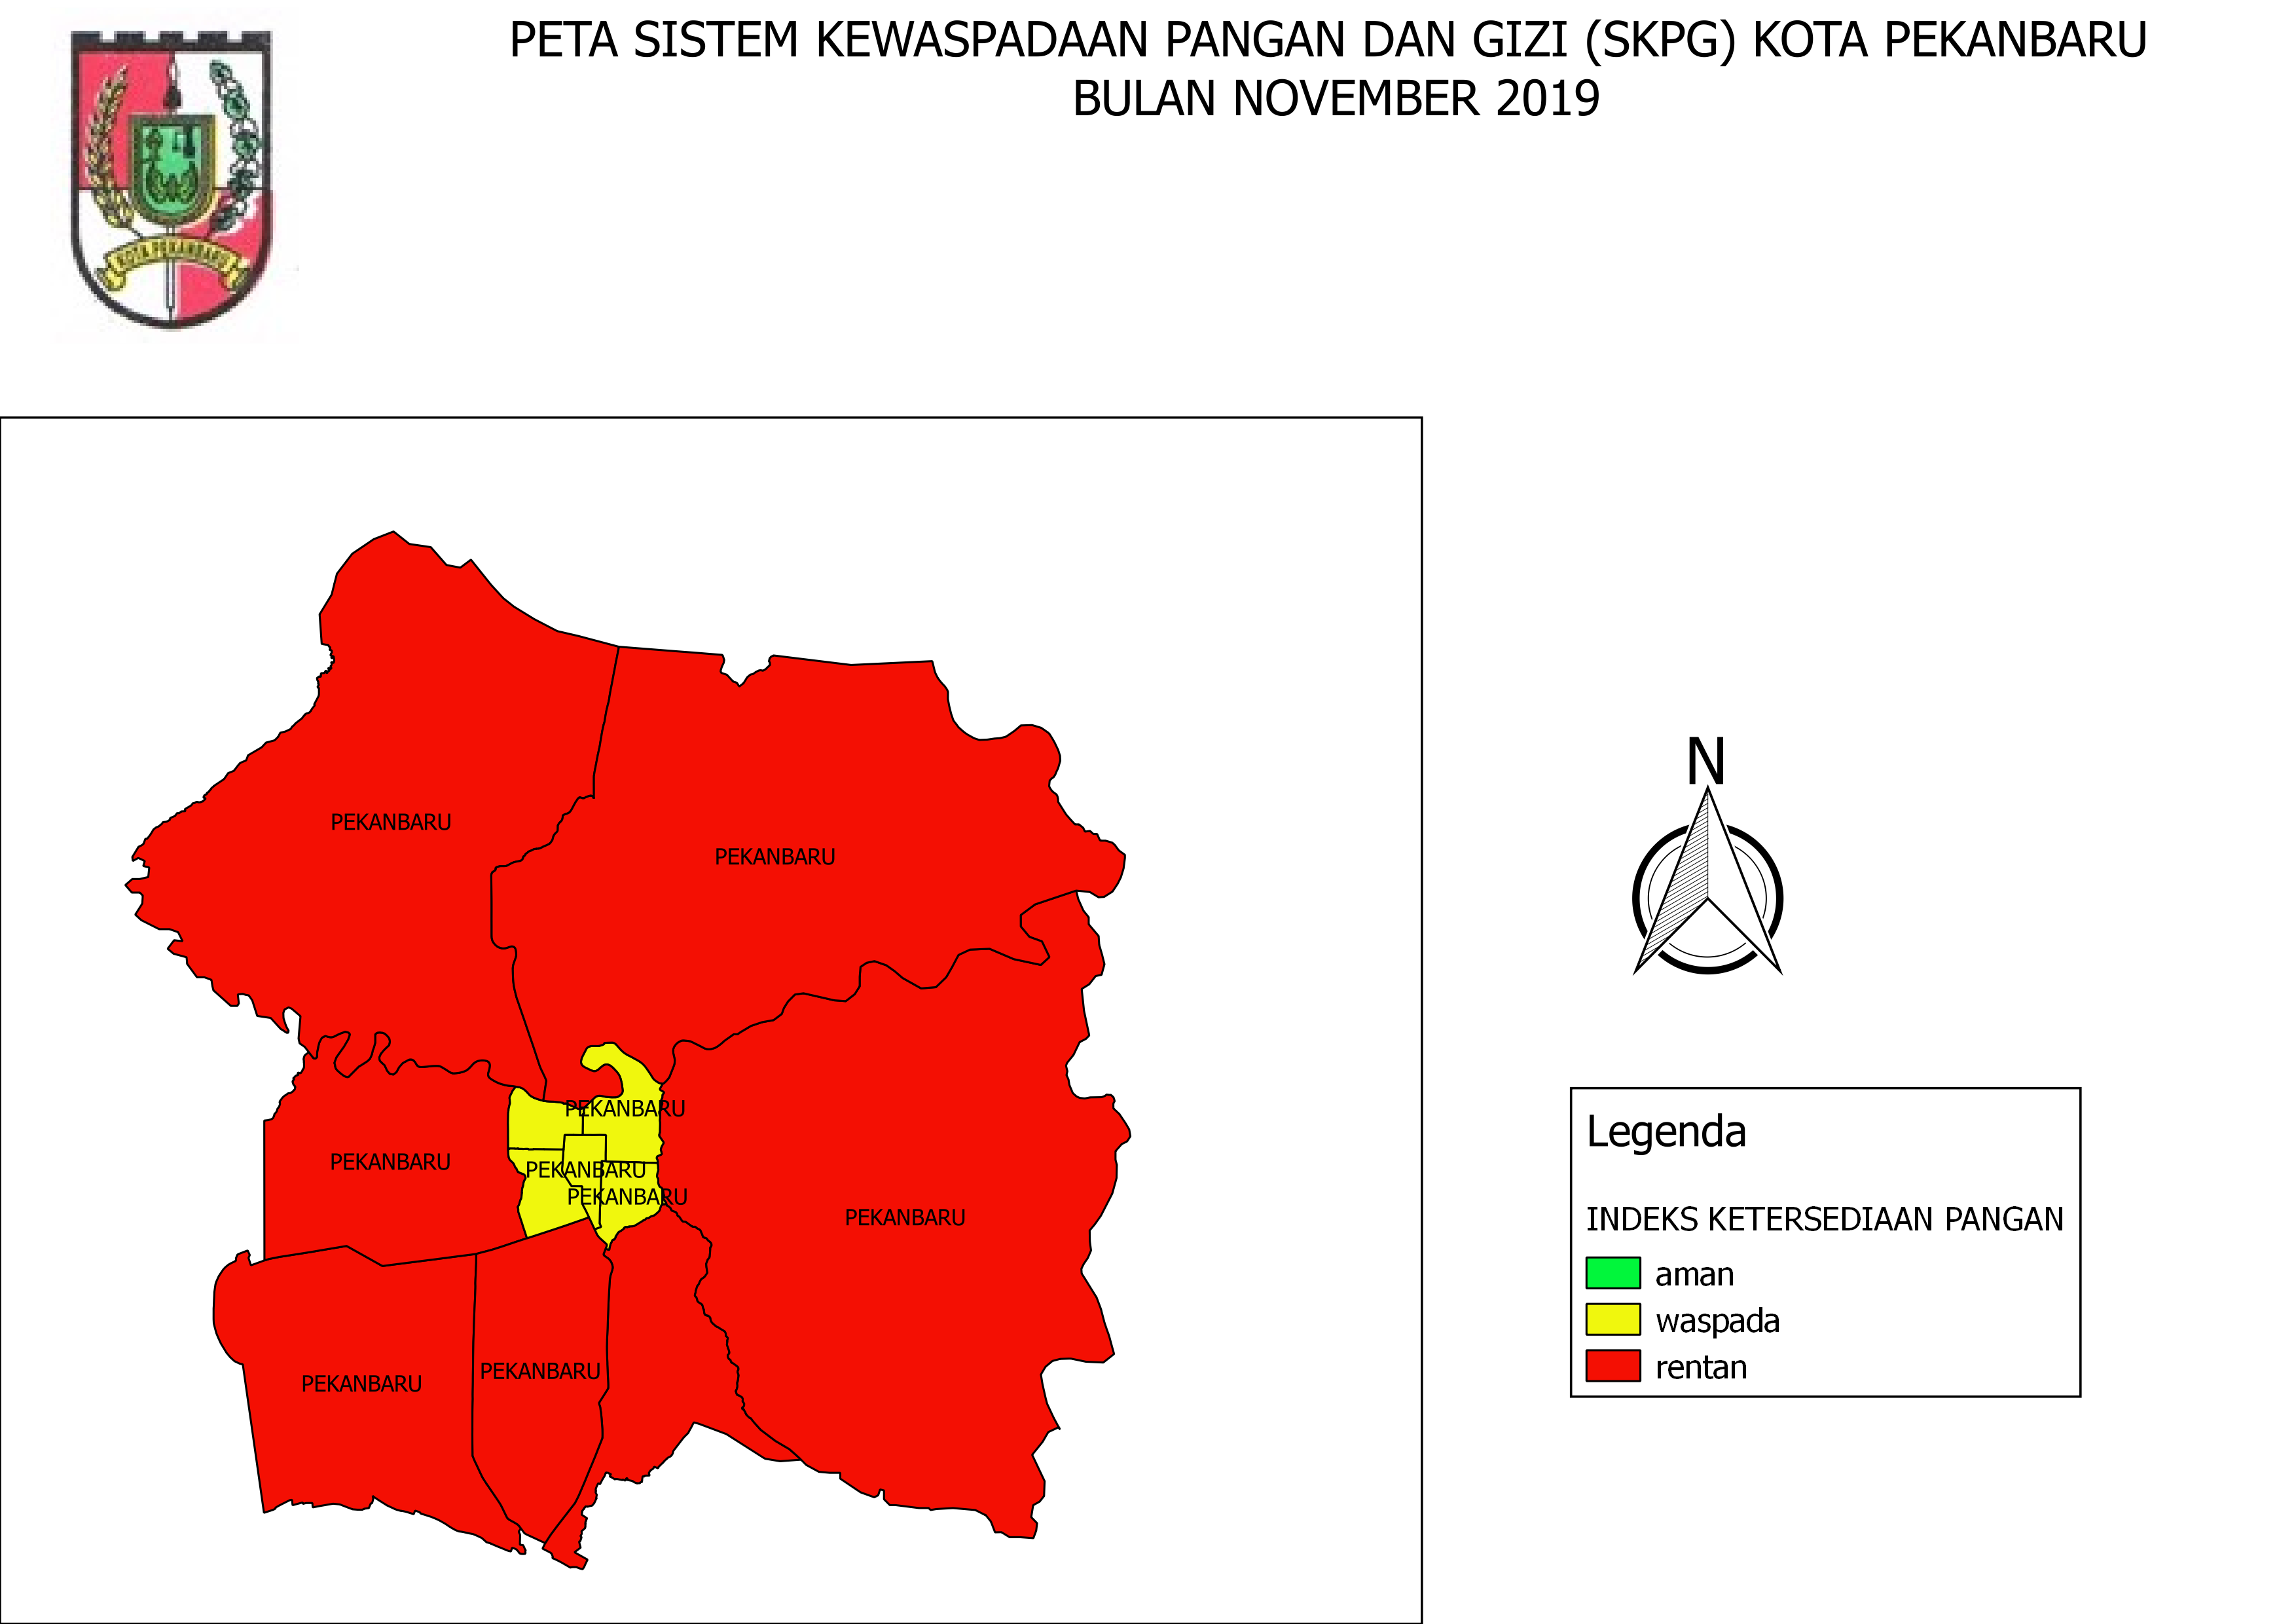 PETA SISTEM KEWASPADAAN PANGAN DAN GIZI (SKPG) KOTA PEKANBARU
BULAN NOVEMBER 2019
KOTA PEKANBARU
PEKANBARU
PEKANBARU
PEKANBARU
PEKANBARU
PEKANBARU
PEKANBARU
PEKANBARU
PEKANBARU
PEKANBARU
N
Legenda
INDEKS KETERSEDIAAN PANGAN
aman
waspada
rentan